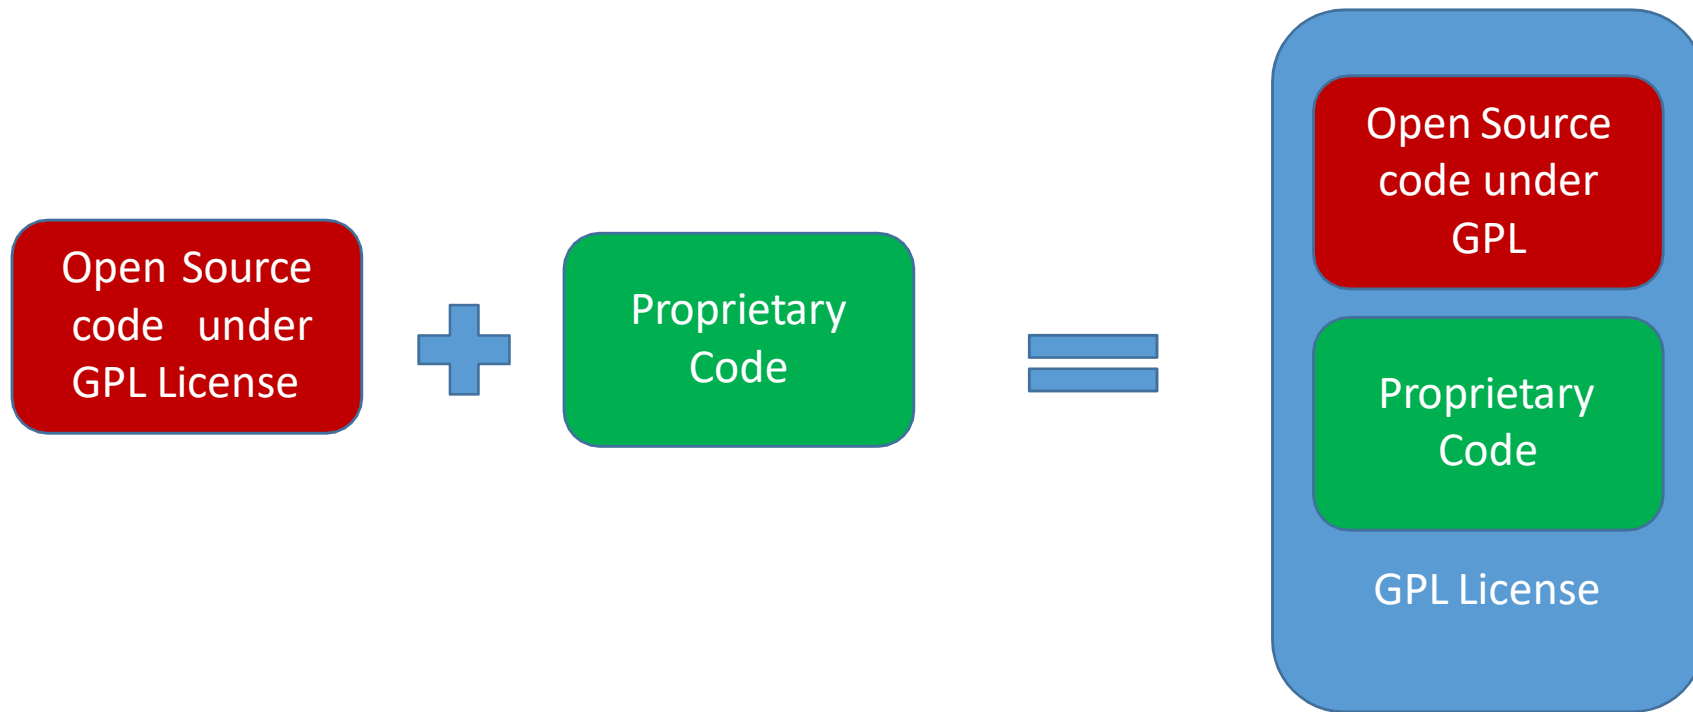 Open Source
code under
GPL License
Proprietary
Code
Open Source
code under
GPL
Proprietary
Code
GPL License